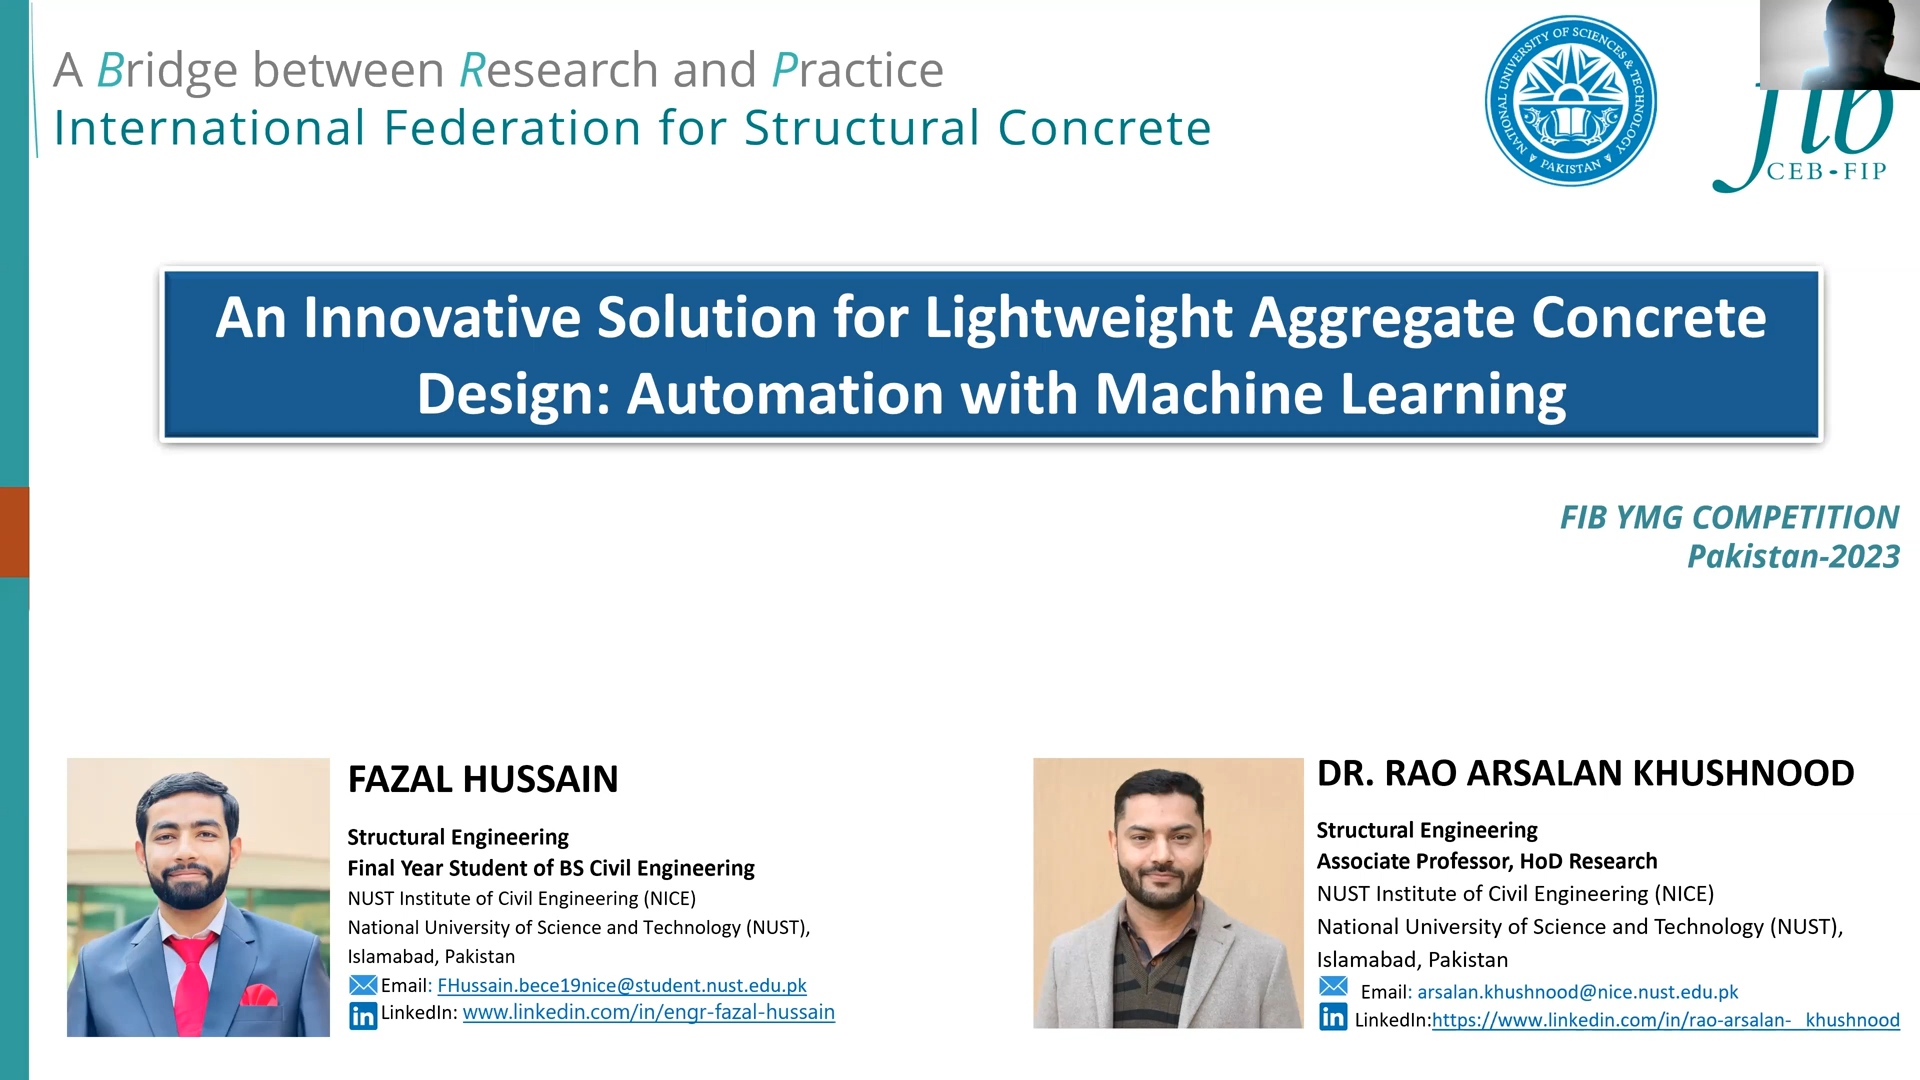 A Bridge between Research and Practice
International Federation for Structural Concrete
NATIONAL UNIVERSITY OF SCIENCES & TECHNOLOGY
PAKISTAN
fib
CEB-FIP
An Innovative Solution for Lightweight Aggregate Concrete
Design: Automation with Machine Learning
FIB YMG COMPETITION
Pakistan-2023
FAZAL HUSSAIN
Structural Engineering
Final Year Student of BS Civil Engineering
NUST Institute of Civil Engineering (NICE)
National University of Science and Technology (NUST),
Islamabad, Pakistan
Email: FHussain.bece19nice@student.nust.edu.pk
in LinkedIn: www.linkedin.com/in/engr-fazal-hussain
DR. RAO ARSALAN KHUSHNOOD
Structural Engineering
Associate Professor, HoD Research
NUST Institute of Civil Engineering (NICE)
National University of Science and Technology (NUST),
Islamabad, Pakistan
Email: arsalan.khushnood@nice.nust.edu.pk
in LinkedIn:https://www.linkedin.com/in/rao-arsalan- khushnood